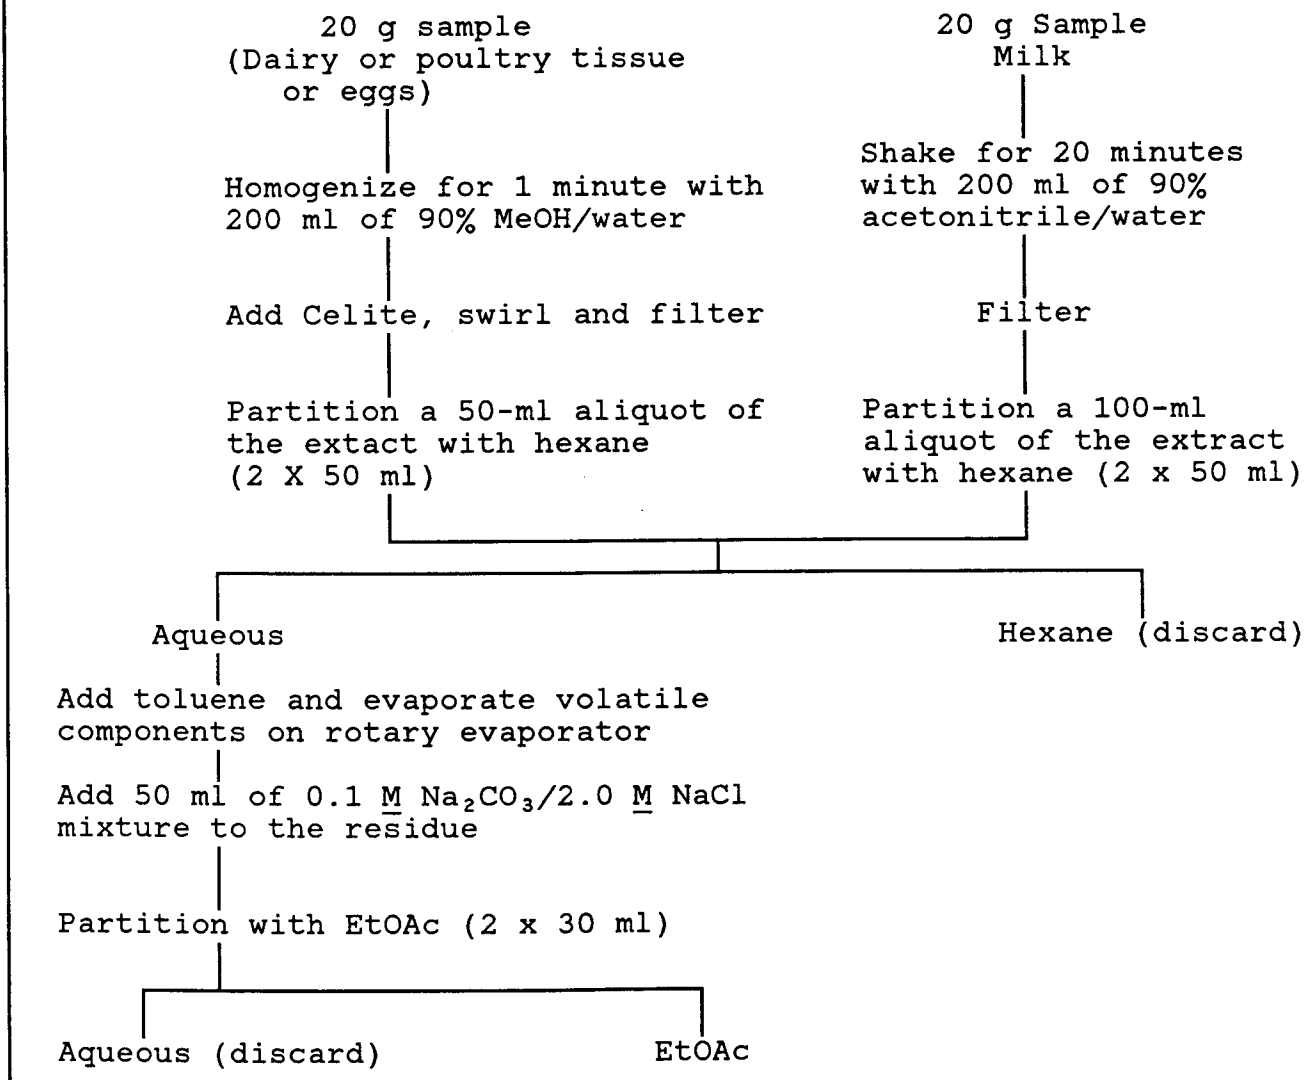 20 g sample
(Dairy or poultry tissue
or eggs)
Homogenize for 1 minute with
200 ml of 90% MeOH/water
Add Celite, swirl and filter
Partition a 50-ml aliquot of
the extact with hexane
(2 X 50 ml)
20 g Sample
Milk
Shake for 20 minutes
with 200 ml of 90%
acetonitrile/water
Filter
Partition a 100-ml
aliquot of the extract
with hexane (2 x 50 ml)
Aqueous
Hexane (discard)
Add toluene and evaporate volatile
components on rotary evaporator
Add 50 ml of 0.1 M Na₂CO₃/2.0 M NaCl
mixture to the residue
Partition with EtOAc (2 x 30 ml)
Aqueous (discard)
EtOAc